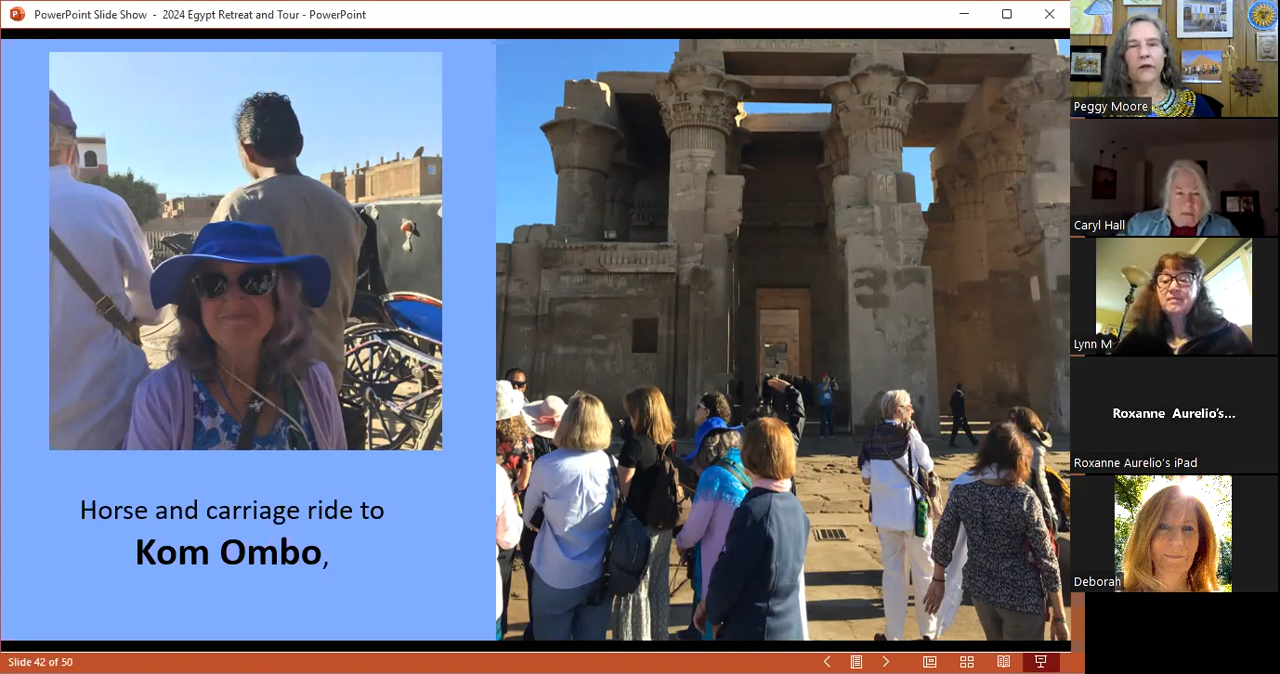 PowerPoint Slide Show - 2024 Egypt Retreat and Tour - PowerPoint
Horse and carriage ride to
Kom Ombo,
Slide 42 of 50
Peggy Moore
Caryl Hall
Lynn M
Roxanne Aurelio's...
Roxanne Aurelio's iPad
Deborah